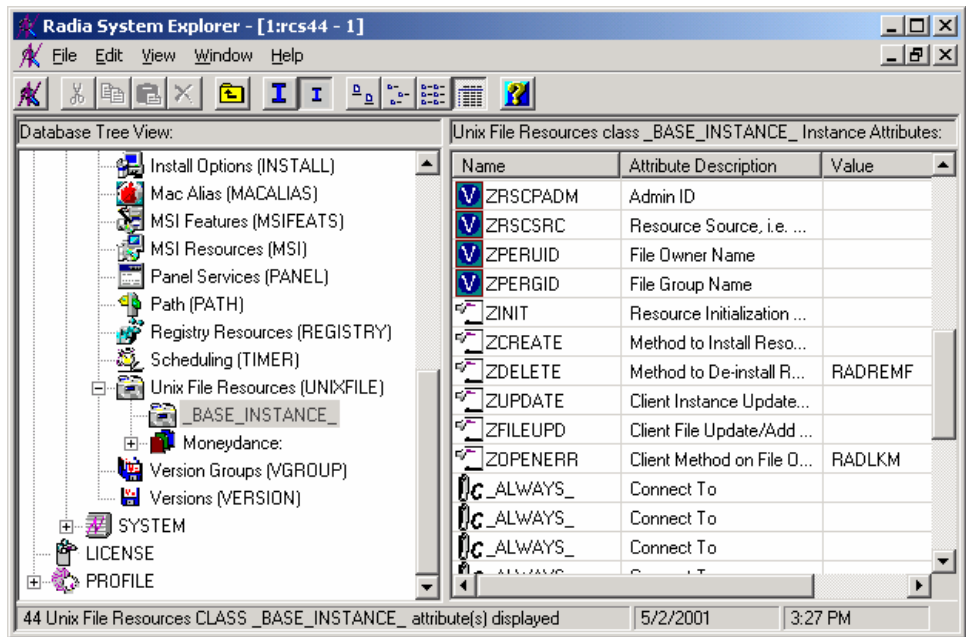 Radia System Explorer - [1:rcs44 - 1]
File Edit View Window Help
Database Tree View:
Install Options (INSTALL)
Mac Alias (MACALIAS)
MSI Features (MSIFEATS)
MSI Resources (MSI)
Panel Services (PANEL)
Path (PATH)
Registry Resources (REGISTRY)
Scheduling (TIMER)
Unix File Resources (UNIXFILE)
_BASE_INSTANCE_
Moneydance:
Version Groups (VGROUP)
Versions (VERSION)
SYSTEM
LICENSE
PROFILE
Unix File Resources class _BASE_INSTANCE_ Instance Attributes:
Name Attribute Description Value
ZRSCPADM Admin ID
ZRSCSRC Resource Source, i.e. ...
ZPERUID File Owner Name
ZPERGID File Group Name
ZINIT Resource Initialization ...
ZCREATE Method to Install Reso...
ZDELETE Method to De-install R... RADREMF
ZUPDATE Client Instance Update...
ZFILEUPD Client File Update/Add ...
ZOPENERR Client Method on File O... RADLKM
_ALWAYS_ Connect To
_ALWAYS_ Connect To
_ALWAYS_ Connect To
44 Unix File Resources CLASS _BASE_INSTANCE_ attribute(s) displayed 5/2/2001 3:27 PM